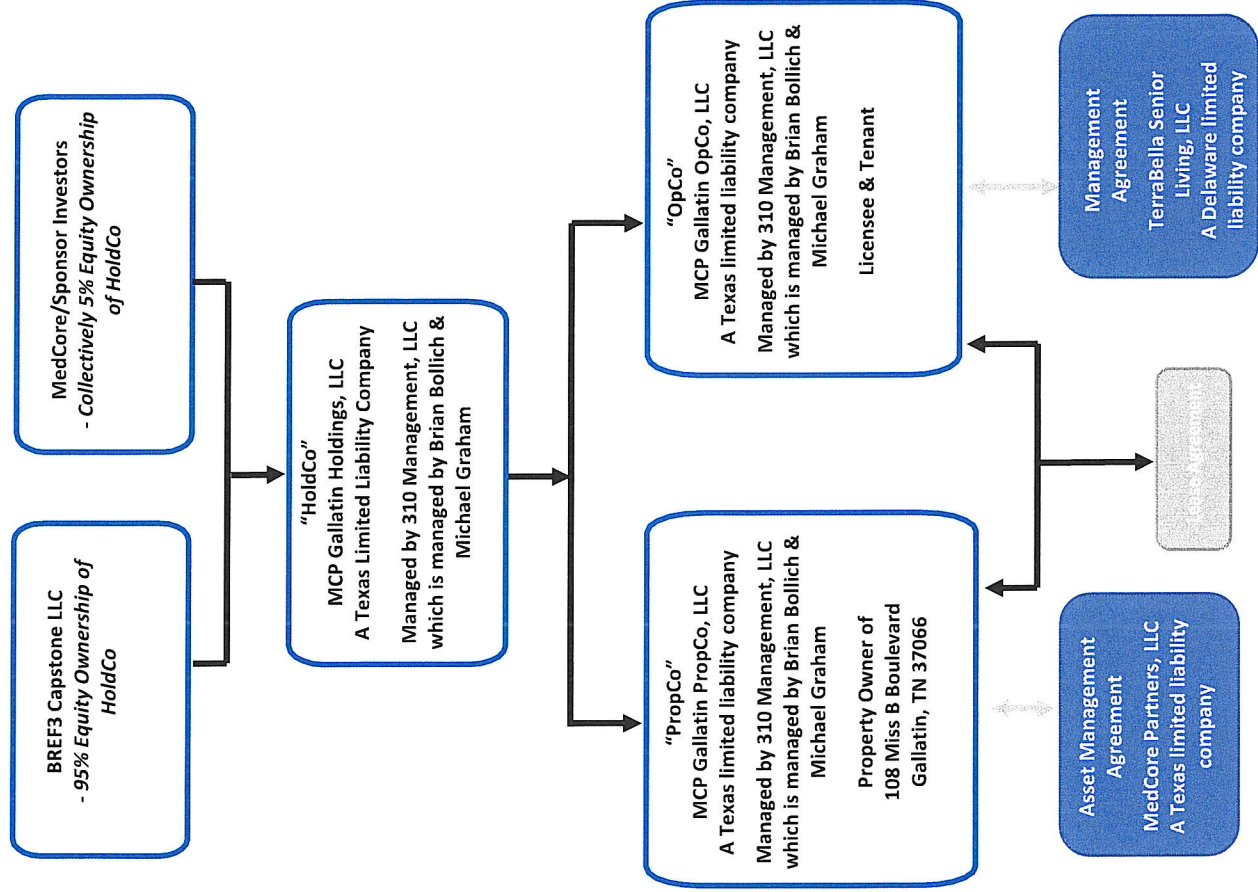 BREF3 Capstone LLC
- 95% Equity Ownership of
HoldCo
MedCore/Sponsor Investors
- Collectively 5% Equity Ownership
of HoldCo
"HoldCo"
MCP Gallatin Holdings, LLC
A Texas Limited Liability Company
Managed by 310 Management, LLC
which is managed by Brian Bollich &
Michael Graham
"PropCo"
MCP Gallatin PropCo, LLC
A Texas limited liability company
Managed by 310 Management, LLC
which is managed by Brian Bollich &
Michael Graham
Property Owner of
108 Miss B Boulevard
Gallatin, TN 37066
"OpCo"
MCP Gallatin OpCo, LLC
A Texas limited liability company
Managed by 310 Management, LLC
which is managed by Brian Bollich &
Michael Graham
Licensee & Tenant
Asset Management
Agreement
MedCore Partners, LLC
A Texas limited liability
company
Lease Agreement
Management
Agreement
TerraBella Senior
Living, LLC
A Delaware limited
liability company